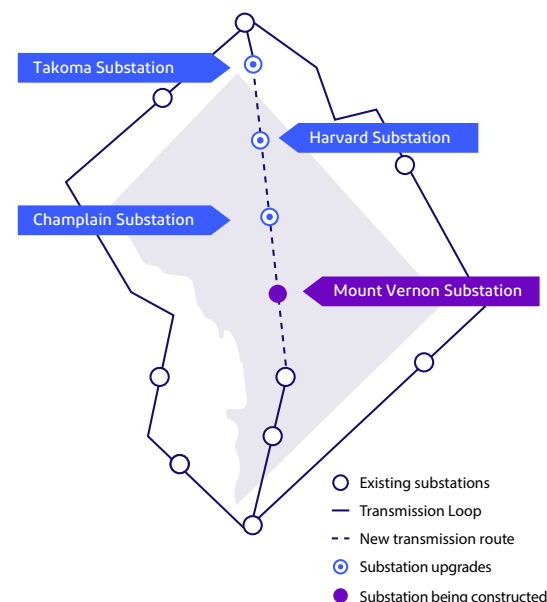 Takoma Substation
Harvard Substation
Champlain Substation
Mount Vernon Substation
Existing substations
Transmission Loop
New transmission route
Substation upgrades
Substation being constructed